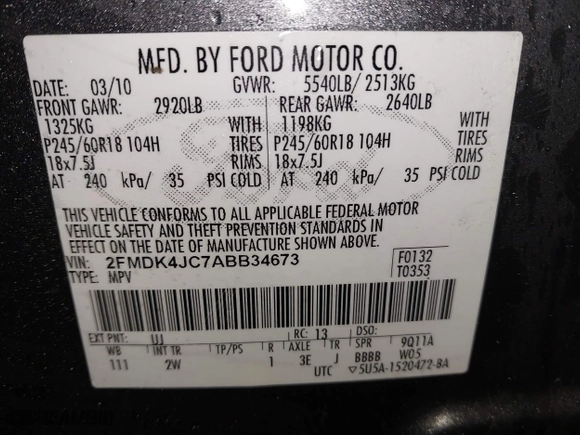 MFD. BY FORD MOTOR CO.
DATE: 03/10 GVWR: 5540LB/ 2513KG
FRONT GAWR: 2920LB REAR GAWR: 2640LB
1325KG WITH 1198KG WITH
P245/60R18 104H TIRES P245/60R18 104H TIRES
18x7.5J RIMS 18x7.5J RIMS
AT 240 kPa/ 35 PSI COLD AT 240 kPa/ 35 PSI COLD
THIS VEHICLE CONFORMS TO ALL APPLICABLE FEDERAL MOTOR
VEHICLE SAFETY AND THEFT PREVENTION STANDARDS IN
EFFECT ON THE DATE OF MANUFACTURE SHOWN ABOVE.
VIN: 2FMDK4JC7ABB34673 F0132
TYPE: MPV T0353
EXT PNT: UJ RC: 13 DSO:
WB INT TR TP/PS R AXLE TR SPR 9Q11A
111 2W 1 3E J BBBB W05
UTC ▽5U5A-1520472-BA